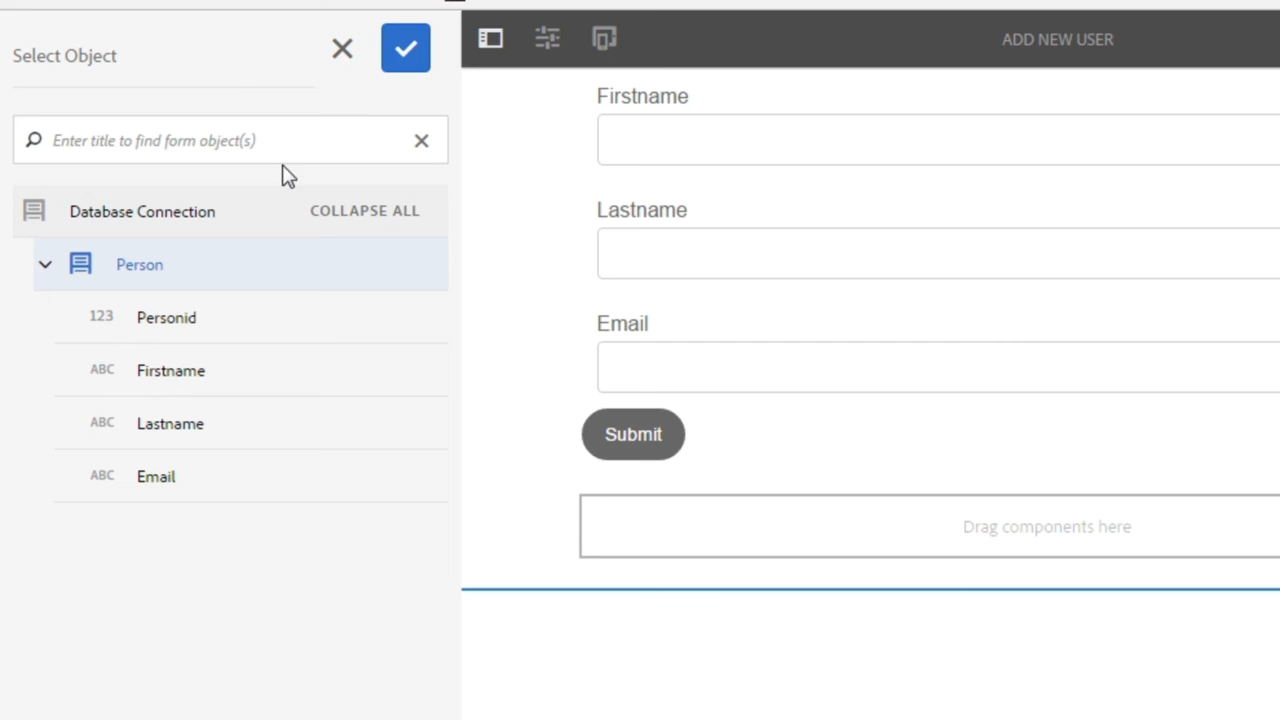 Select Object
Enter title to find form object(s)
Database Connection
COLLAPSE ALL
Person
123 Personid
ABC Firstname
ABC Lastname
ABC Email
ADD NEW USER
Firstname
Lastname
Email
Submit
Drag components here